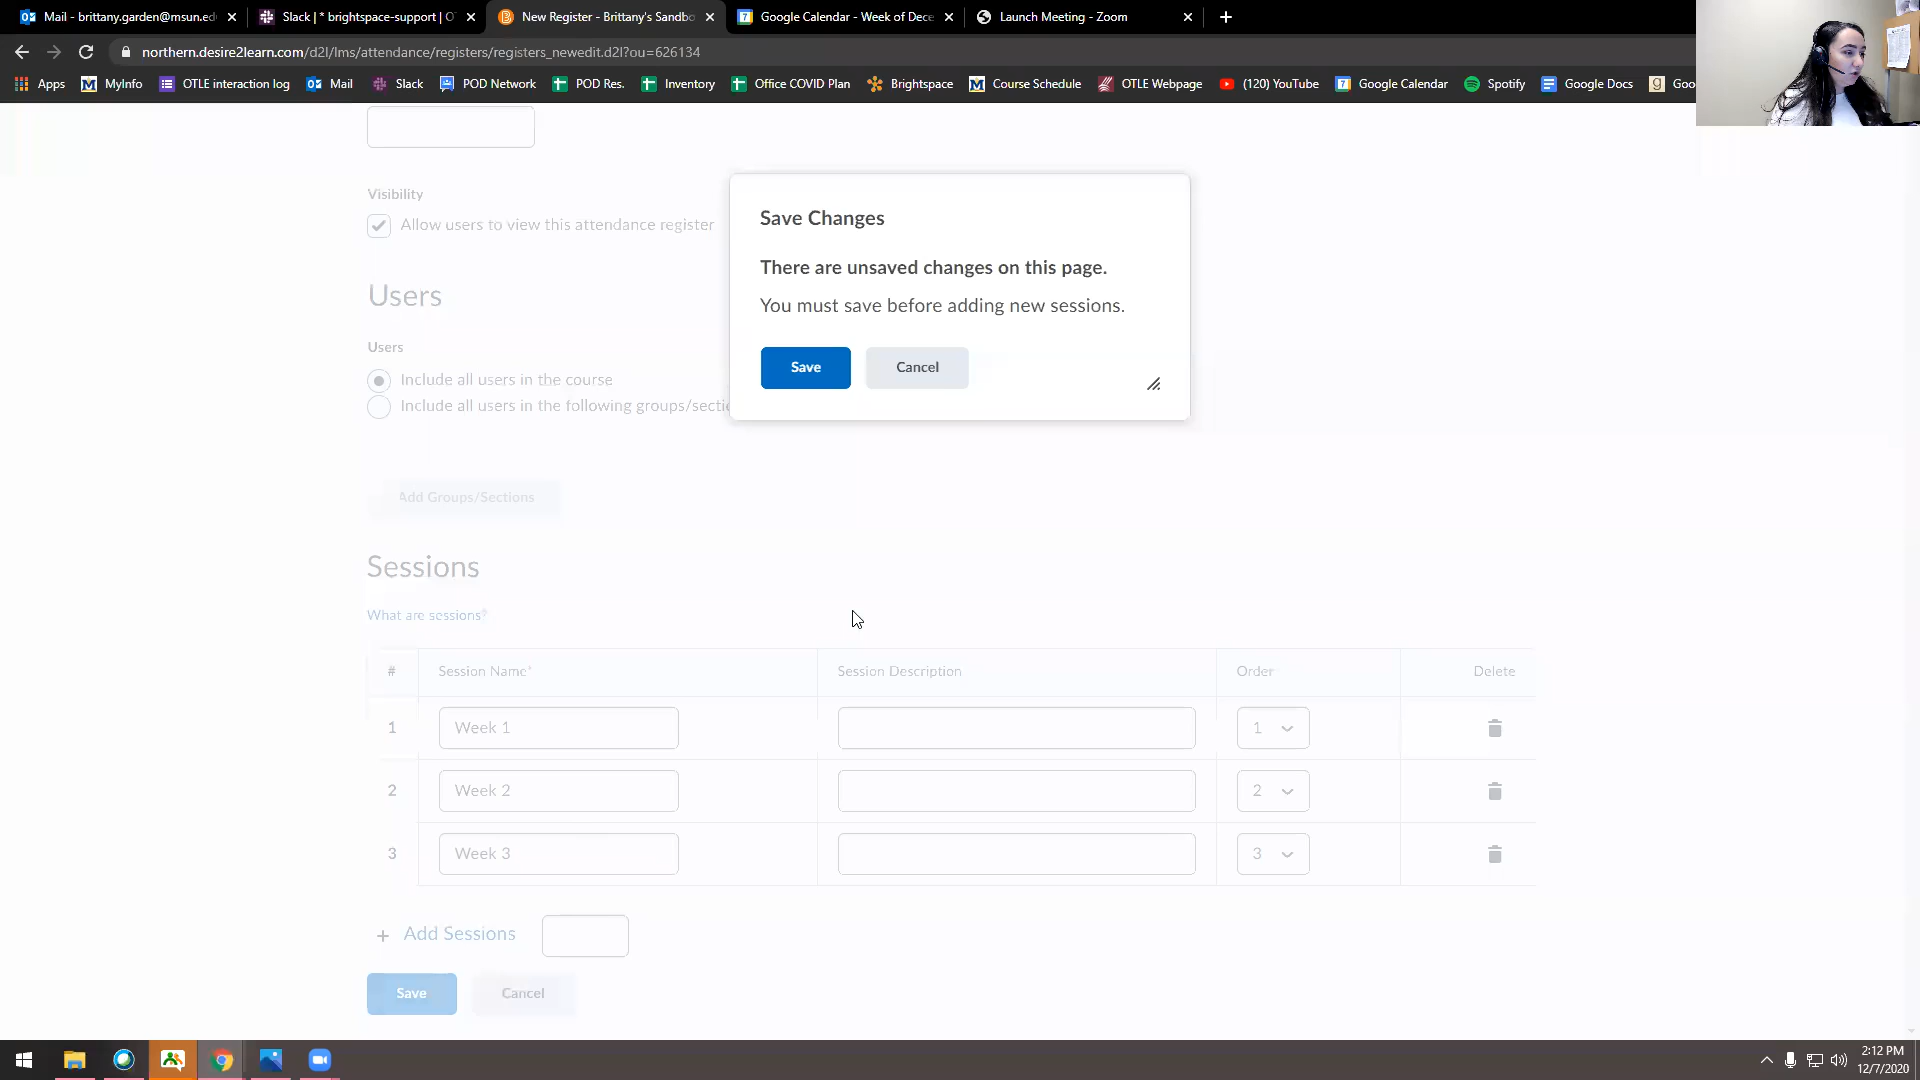 Mail - brittany.garden@msun.ed
Slack | * brightspace-support | O
New Register - Brittany's Sandbo
Google Calendar - Week of Dece
Launch Meeting - Zoom
northern.desire2learn.com/d2l/lms/attendance/registers/registers_newedit.d2l?ou=626134
Apps
MyInfo
OTLE interaction log
Mail
Slack
POD Network
POD Res.
Inventory
Office COVID Plan
Brightspace
Course Schedule
OTLE Webpage
(120) YouTube
Google Calendar
Spotify
Google Docs
Goo
Visibility
Allow users to view this attendance register
Users
Users
Include all users in the course
Include all users in the following groups/secti
Add Groups/Sections
Save Changes
There are unsaved changes on this page.
You must save before adding new sessions.
Save
Cancel
Sessions
What are sessions?
# Session Name* Session Description Order Delete
1 Week 1 1
2 Week 2 2
3 Week 3 3
+ Add Sessions
Save
Cancel
2:12 PM
12/7/2020